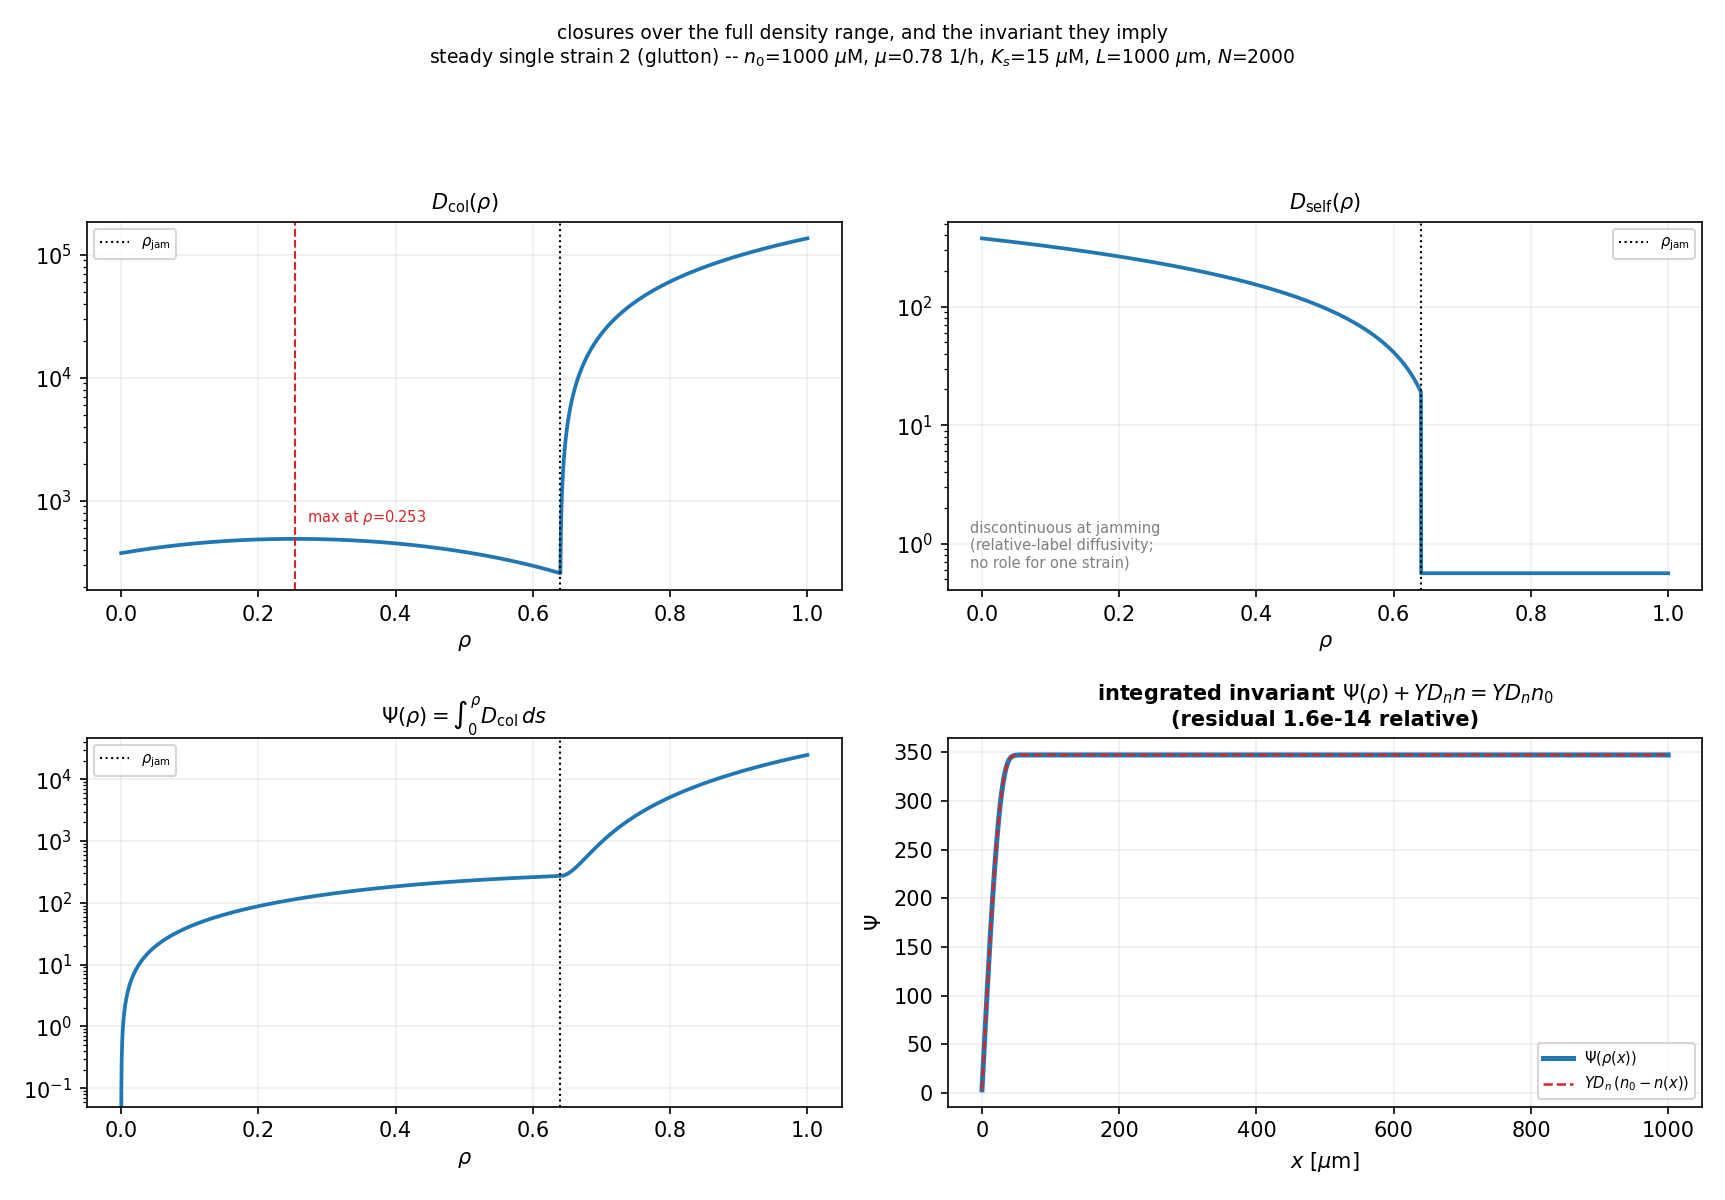 closures over the full density range, and the invariant they imply
steady single strain 2 (glutton) -- n₀=1000 μM, μ=0.78 1/h, Kₛ=15 μM, L=1000 μm, N=2000
D_col(ρ)
ρ_jam
max at ρ=0.253
10⁵
10⁴
10³
0.0 0.2 0.4 0.6 0.8 1.0
ρ
D_self(ρ)
ρ_jam
discontinuous at jamming
(relative-label diffusivity;
no role for one strain)
10²
10¹
10⁰
0.0 0.2 0.4 0.6 0.8 1.0
ρ
Ψ(ρ) = ∫₀^ρ D_col ds
ρ_jam
10⁴
10³
10²
10¹
10⁰
10⁻¹
0.0 0.2 0.4 0.6 0.8 1.0
ρ
integrated invariant Ψ(ρ) + YDₙn = YDₙn₀
(residual 1.6e-14 relative)
Ψ
350
300
250
200
150
100
50
0
Ψ(ρ(x))
YDₙ (n₀ − n(x))
0 200 400 600 800 1000
x [μm]